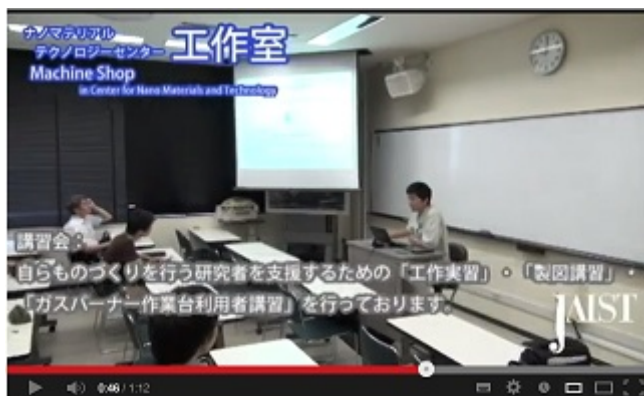 ナノマテリアル
テクノロジーセンター 工作室
Machine Shop
in Center for Nano Materials and Technology
講習会：
自らものづくりを行う研究者を支援するための「工作実習」・「製図講習」・
「ガスバーナー作業台利用者講習」を行っております。
JAIST
0:46 / 1:12